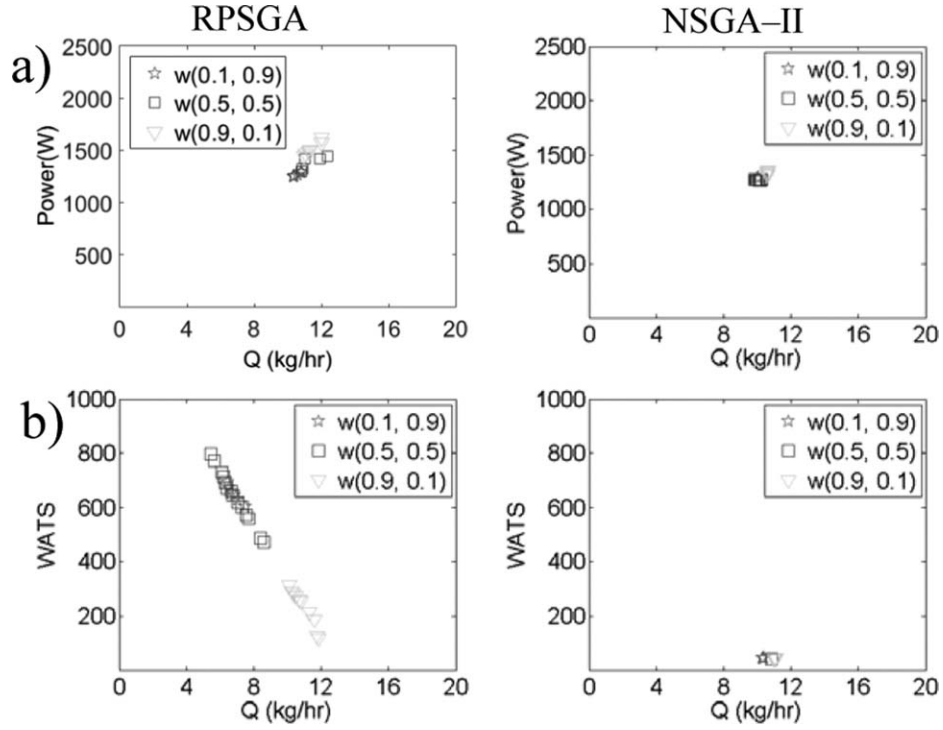 RPSGA
NSGA–II
a)
2500
2000
1500
1000
500
Power(W)
w(0.1, 0.9)
w(0.5, 0.5)
w(0.9, 0.1)
0 4 8 12 16 20
Q (kg/hr)
2500
2000
1500
1000
500
Power(W)
w(0.1, 0.9)
w(0.5, 0.5)
w(0.9, 0.1)
0 4 8 12 16 20
Q (kg/hr)
b)
1000
800
600
400
200
WATS
w(0.1, 0.9)
w(0.5, 0.5)
w(0.9, 0.1)
0 4 8 12 16 20
Q (kg/hr)
1000
800
600
400
200
WATS
w(0.1, 0.9)
w(0.5, 0.5)
w(0.9, 0.1)
0 4 8 12 16 20
Q (kg/hr)